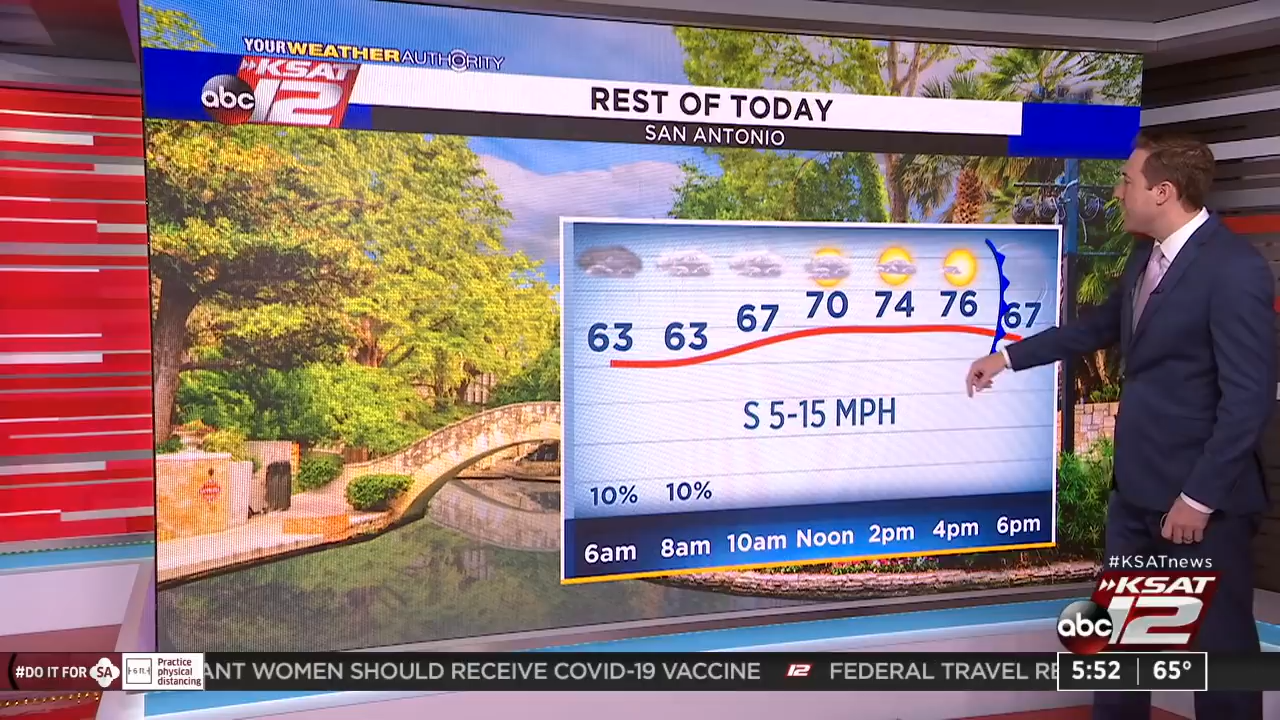 YOUR WEATHER AUTHORITY
KSAT
abc 12
REST OF TODAY
SAN ANTONIO
63 63 67 70 74 76 67
S 5-15 MPH
10% 10%
6am 8am 10am Noon 2pm 4pm 6pm
#KSATnews
KSAT
abc 12
#DO IT FOR SA
6 ft
Practice
physical
distancing
ANT WOMEN SHOULD RECEIVE COVID-19 VACCINE 12 FEDERAL TRAVEL RE
5:52 65°